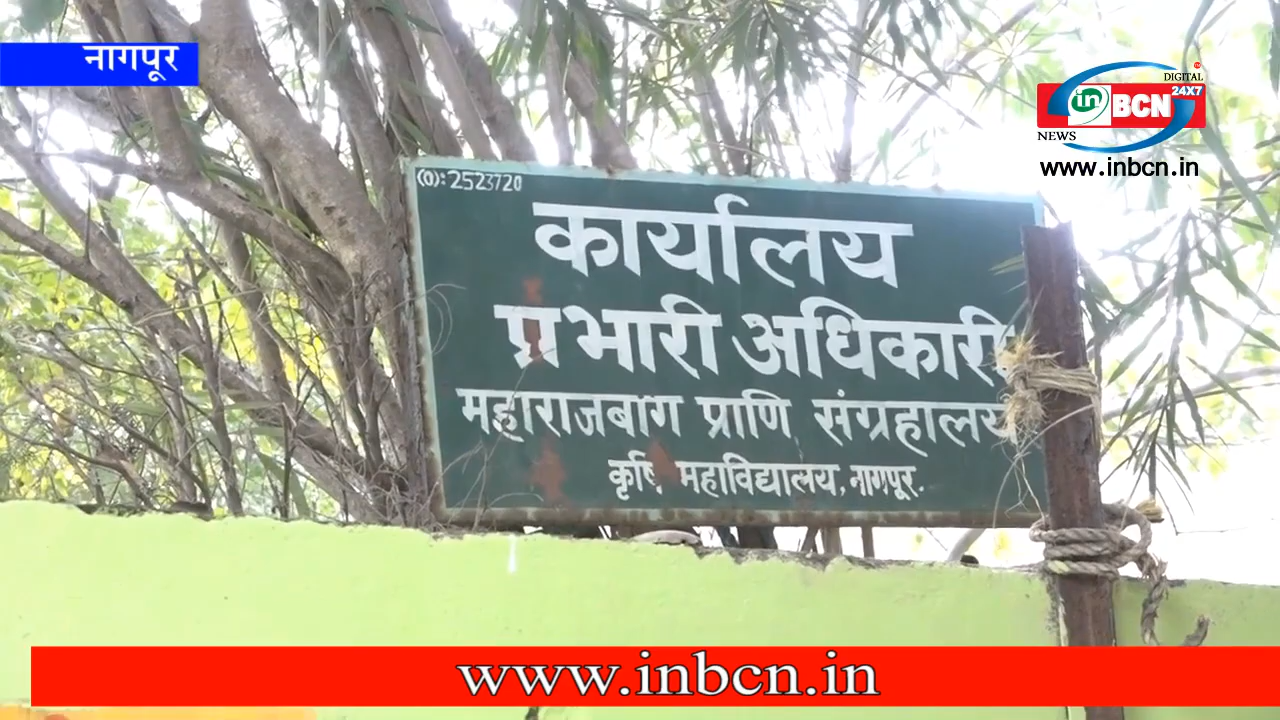 नागपूर
DIGITAL
in BCN 24X7
NEWS
www.inbcn.in
(O):2523720
कार्यालय
प्रभारी अधिकारी
महाराजबाग प्राणि संग्रहालय
कृषि महाविद्यालय, नागपूर.
www.inbcn.in